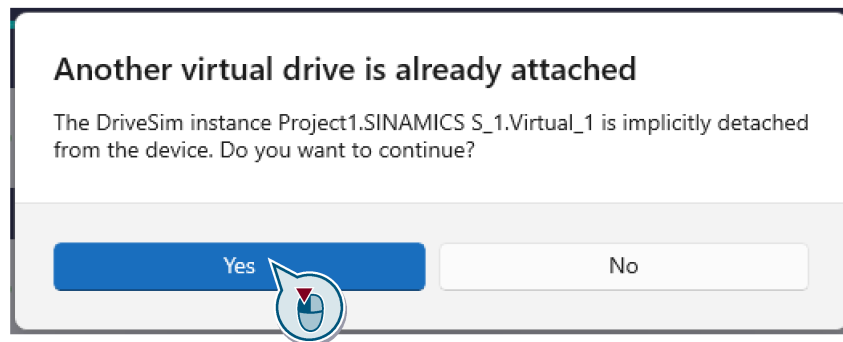 Another virtual drive is already attached
The DriveSim instance Project1.SINAMICS S_1.Virtual_1 is implicitly detached
from the device. Do you want to continue?
Yes
No